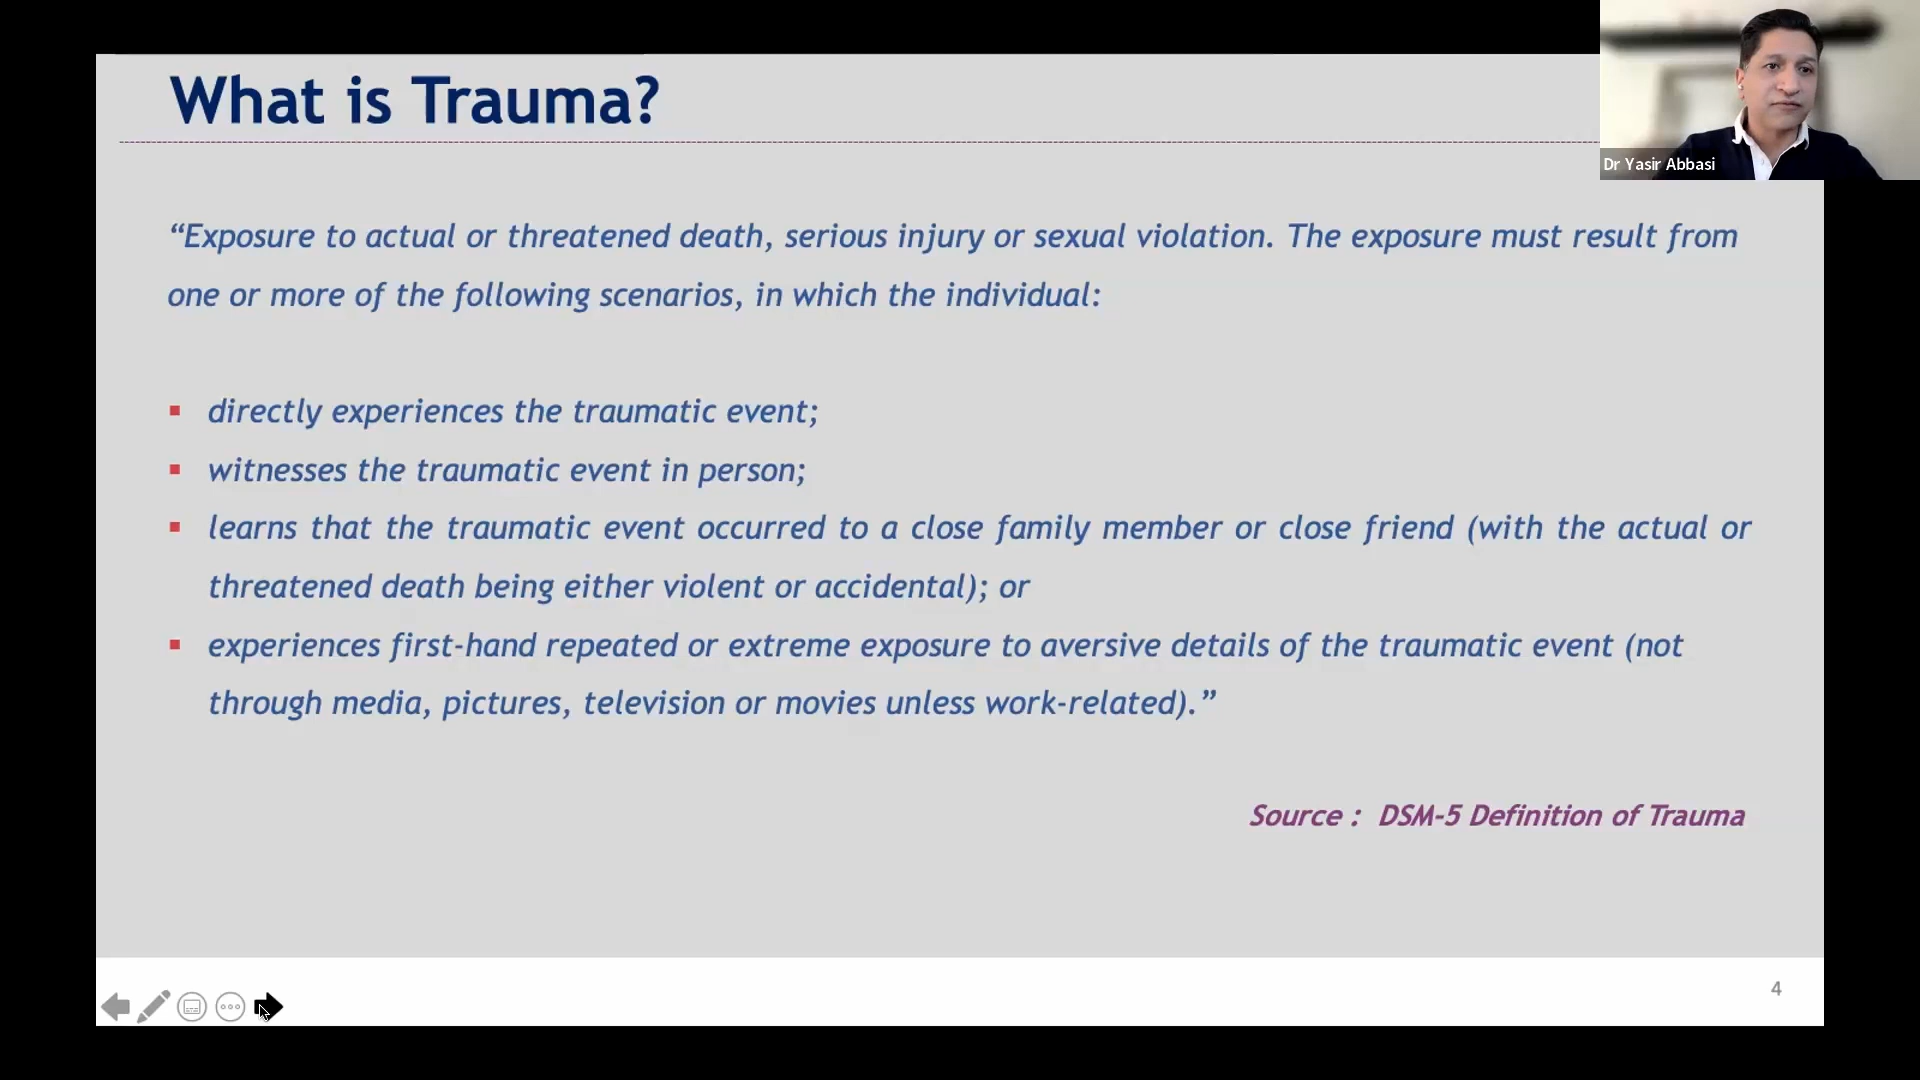 What is Trauma?
Dr Yasir Abbasi
“Exposure to actual or threatened death, serious injury or sexual violation. The exposure must result from
one or more of the following scenarios, in which the individual:
directly experiences the traumatic event;
witnesses the traumatic event in person;
learns that the traumatic event occurred to a close family member or close friend (with the actual or
threatened death being either violent or accidental); or
experiences first-hand repeated or extreme exposure to aversive details of the traumatic event (not
through media, pictures, television or movies unless work-related).”
Source : DSM-5 Definition of Trauma
4